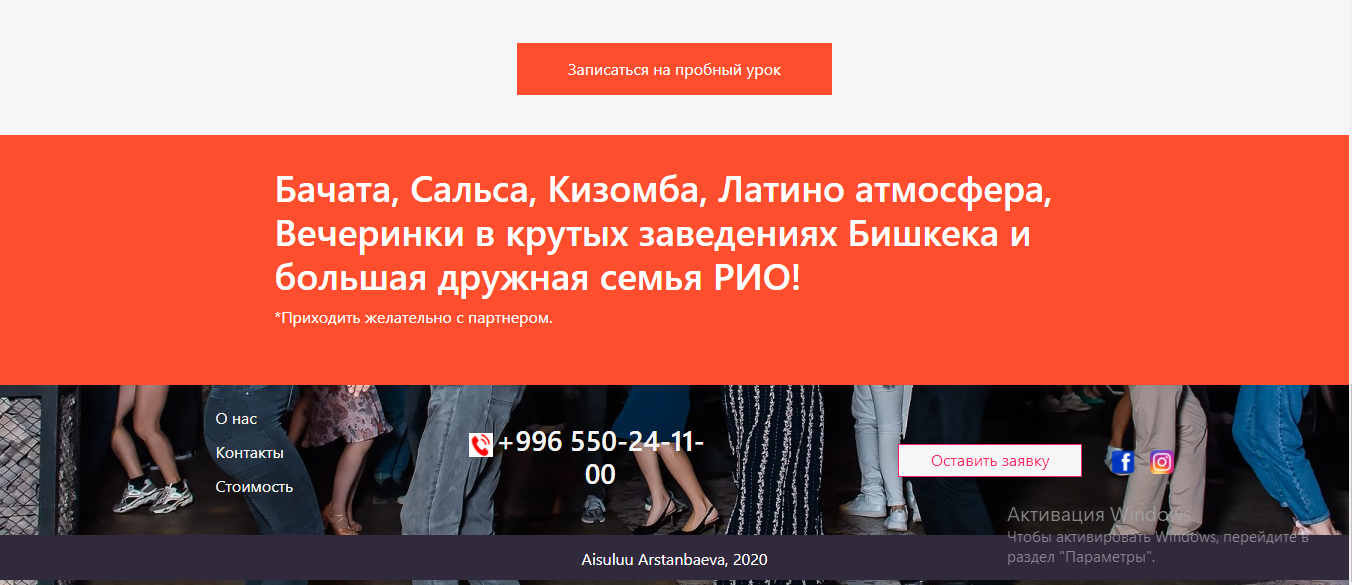 Записаться на пробный урок
Бачата, Сальса, Кизомба, Латино атмосфера,
Вечеринки в крутых заведениях Бишкека и
большая дружная семья РИО!
*Приходить желательно с партнером.
О нас
Контакты
Стоимость
+996 550-24-11-
00
Оставить заявку
Активация Windows
Чтобы активировать Windows, перейдите в
раздел "Параметры".
Aisuluu Arstanbaeva, 2020